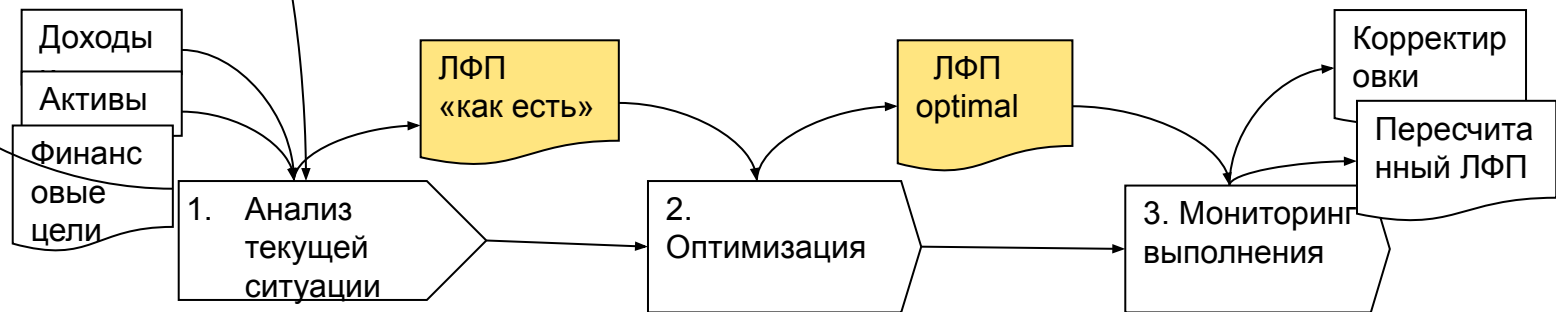 Доходы
Активы
Финанс
овые
цели
ЛФП
«как есть»
ЛФП
optimal
Корректир
овки
Пересчита
нный ЛФП
1. Анализ
текущей
ситуации
2.
Оптимизация
3. Мониторинг
выполнения